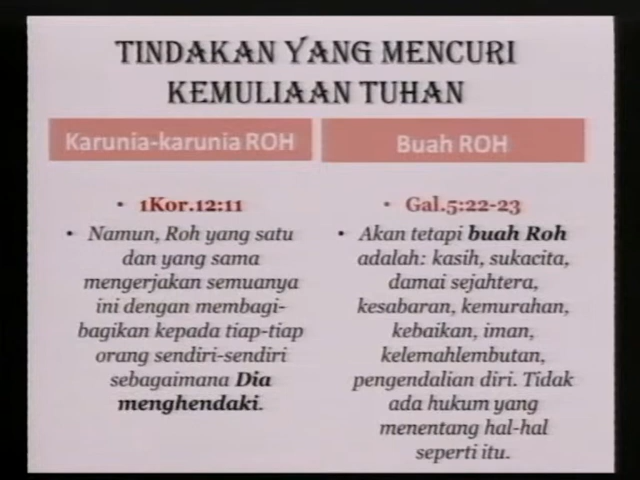 TINDAKAN YANG MENCURI
KEMULIAAN TUHAN
Karunia-karunia ROH
• 1Kor.12:11
• Namun, Roh yang satu
dan yang sama
mengerjakan semuanya
ini dengan membagi-
bagikan kepada tiap-tiap
orang sendiri-sendiri
sebagaimana Dia
menghendaki.
Buah ROH
• Gal.5:22-23
• Akan tetapi buah Roh
adalah: kasih, sukacita,
damai sejahtera,
kesabaran, kemurahan,
kebaikan, iman,
kelemahlembutan,
pengendalian diri. Tidak
ada hukum yang
menentang hal-hal
seperti itu.